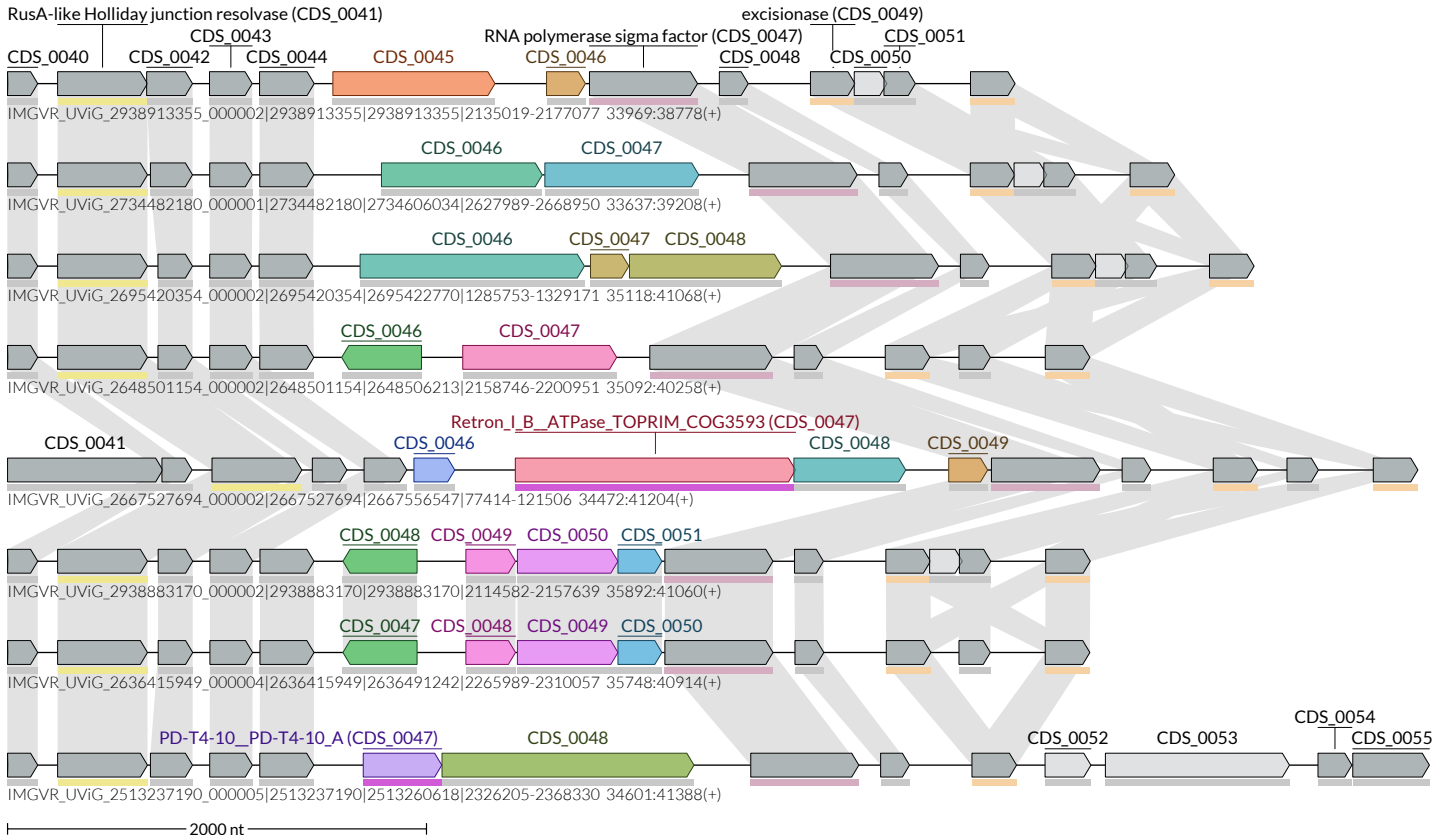 RusA-like Holliday junction resolvase (CDS_0041) excisionase (CDS_0049)
CDS_0043 RNA polymerase sigma factor (CDS_0047) CDS_0051
CDS_0040 CDS_0042 CDS_0044 CDS_0045 CDS_0046 CDS_0048 CDS_0050
IMGVR_UViG_2938913355_000002|2938913355|2938913355|2135019-2177077 33969:38778(+)
CDS_0046 CDS_0047
IMGVR_UViG_2734482180_000001|2734482180|2734606034|2627989-2668950 33637:39208(+)
CDS_0046 CDS_0047 CDS_0048
IMGVR_UViG_2695420354_000002|2695420354|2695422770|1285753-1329171 35118:41068(+)
CDS_0046 CDS_0047
IMGVR_UViG_2648501154_000002|2648501154|2648506213|2158746-2200951 35092:40258(+)
Retron_I_B__ATPase_TOPRIM_COG3593 (CDS_0047)
CDS_0041 CDS_0046 CDS_0048 CDS_0049
IMGVR_UViG_2667527694_000002|2667527694|2667556547|77414-121506 34472:41204(+)
CDS_0048 CDS_0049 CDS_0050 CDS_0051
IMGVR_UViG_2938883170_000002|2938883170|2938883170|2114582-2157639 35892:41060(+)
CDS_0047 CDS_0048 CDS_0049 CDS_0050
IMGVR_UViG_2636415949_000004|2636415949|2636491242|2265989-2310057 35748:40914(+)
CDS_0054
PD-T4-10__PD-T4-10_A (CDS_0047) CDS_0048 CDS_0052 CDS_0053 CDS_0055
IMGVR_UViG_2513237190_000005|2513237190|2513260618|2326205-2368330 34601:41388(+)
2000 nt